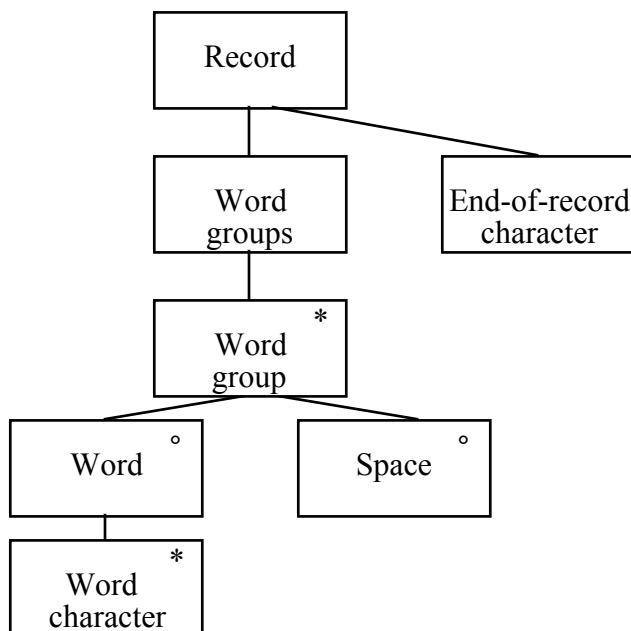 Record
Word
groups
End-of-record
character
*
Word
group
Word °
Space °
*
Word
character